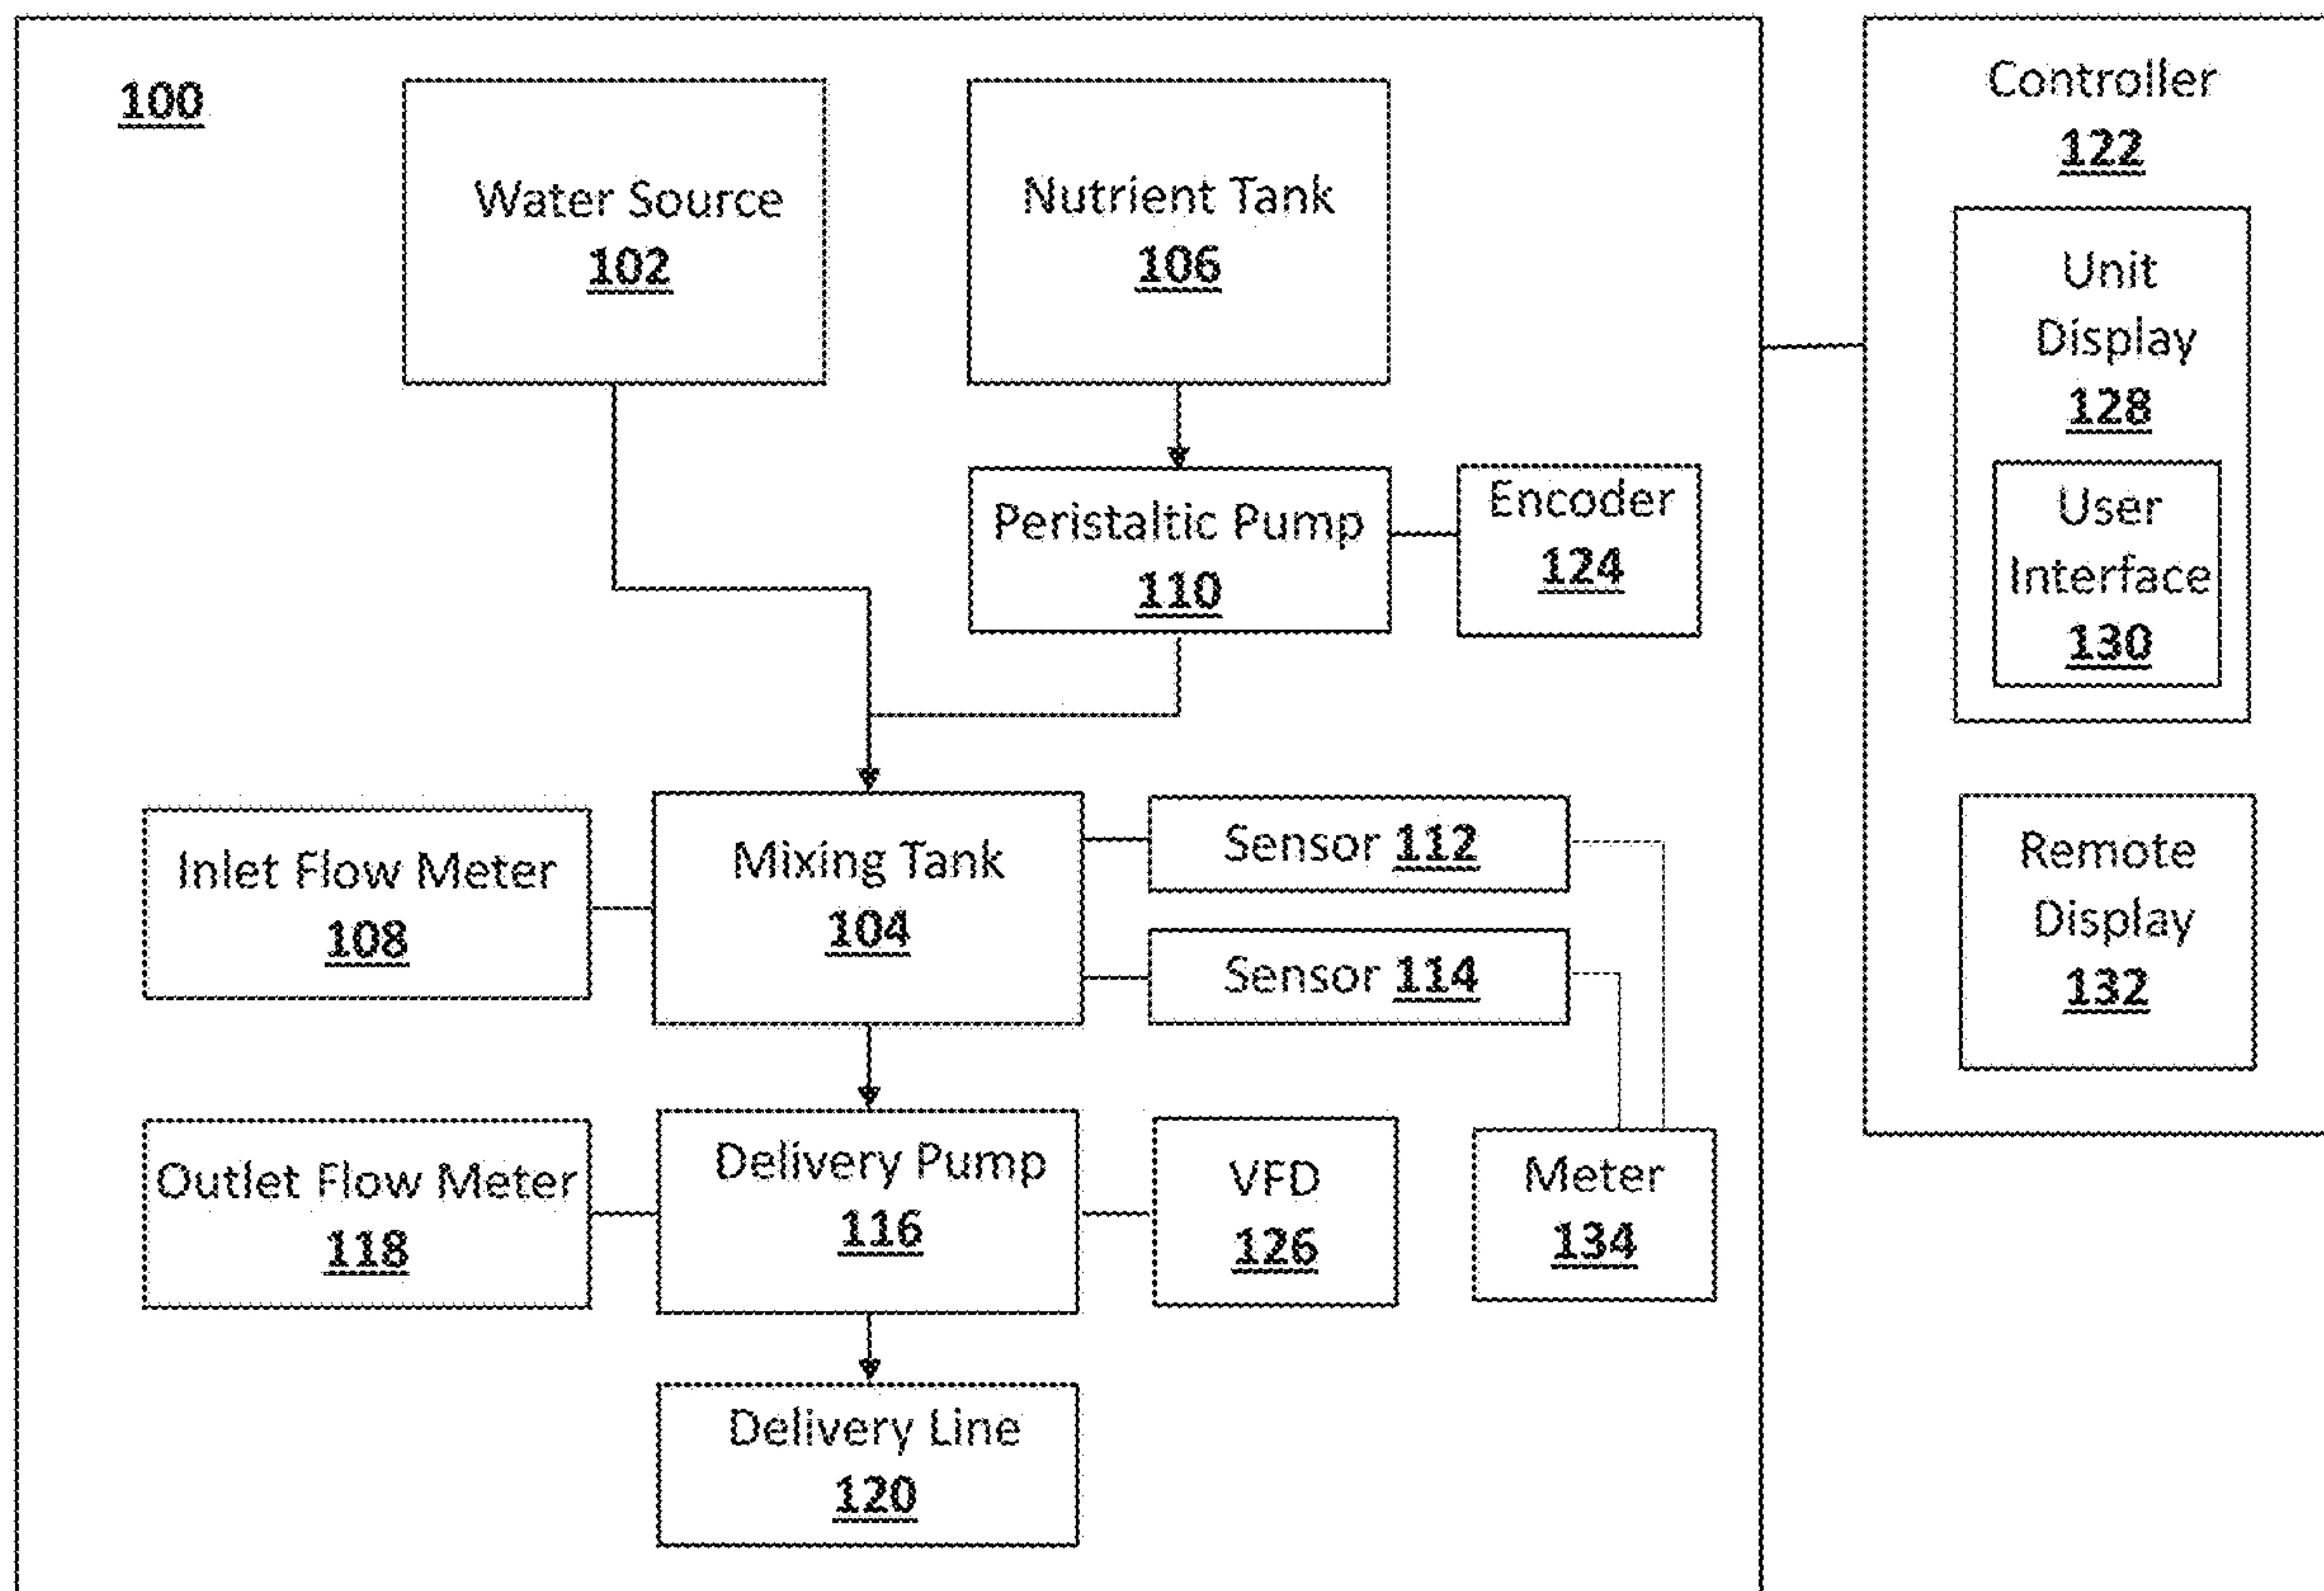 100
Water Source
102
Nutrient Tank
106
Peristaltic Pump
110
Encoder
124
Inlet Flow Meter
108
Mixing Tank
104
Sensor 112
Sensor 114
Outlet Flow Meter
118
Delivery Pump
116
VFD
126
Meter
134
Delivery Line
120
Controller
122
Unit
Display
128
User
Interface
130
Remote
Display
132